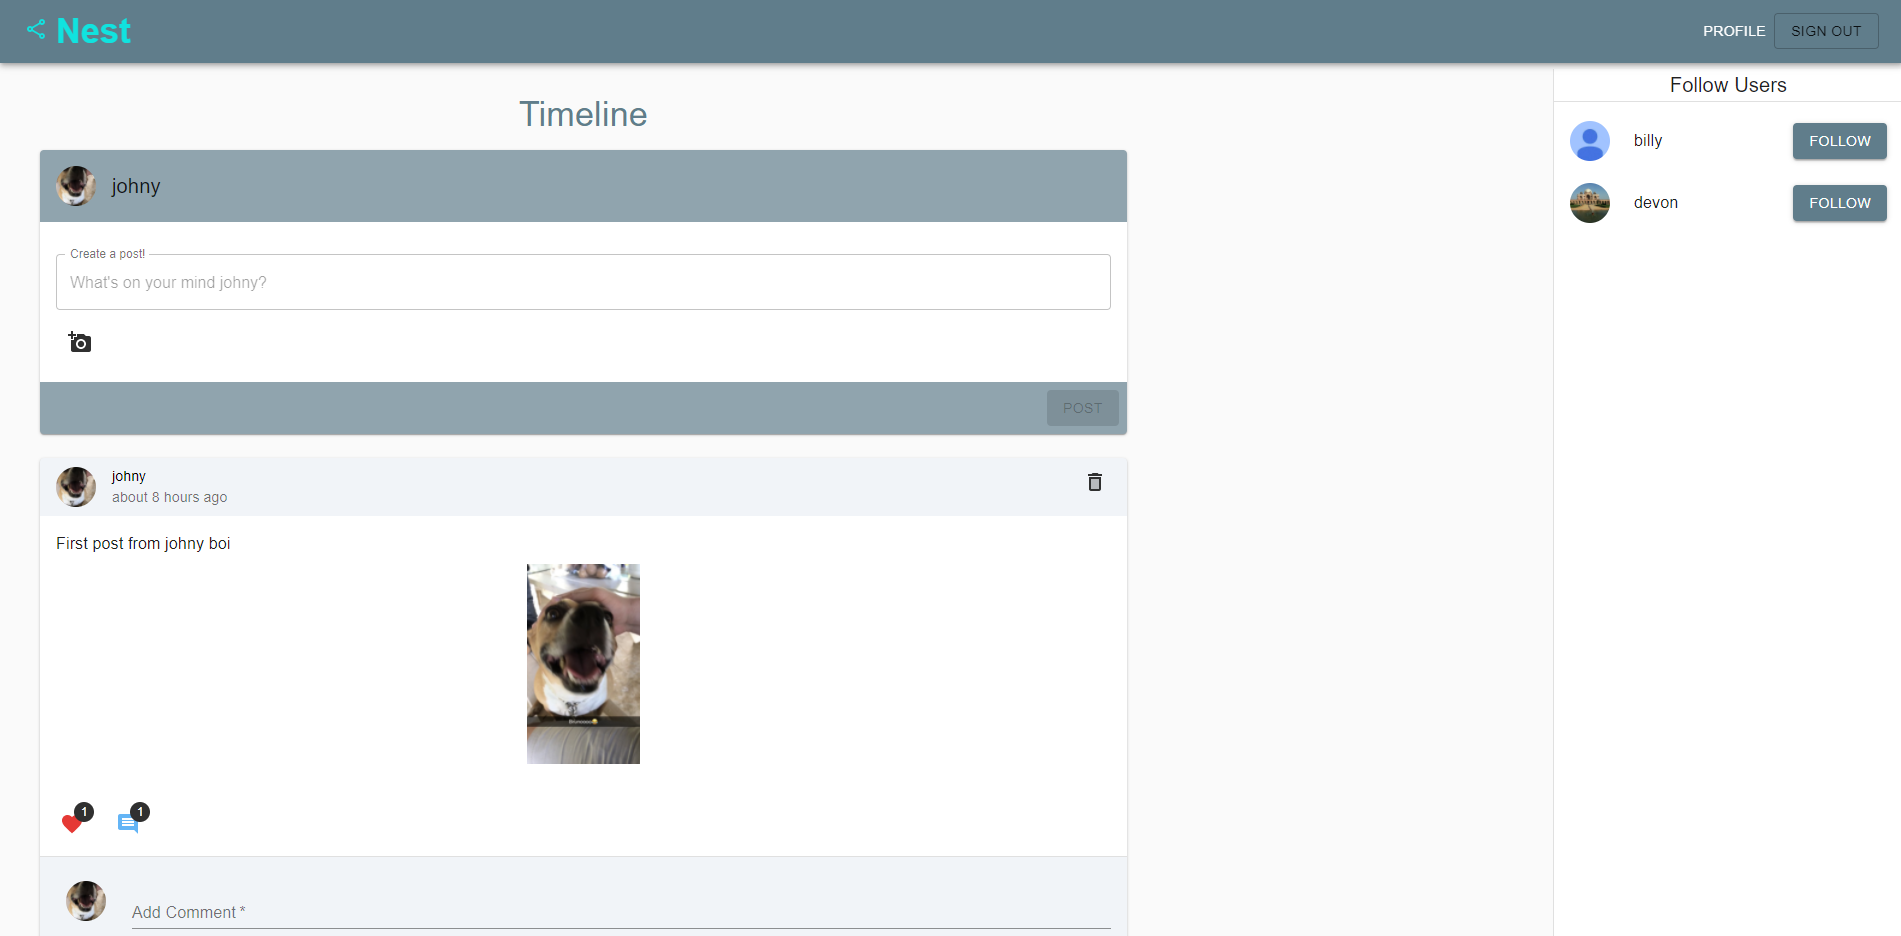 Nest
PROFILE
SIGN OUT
Timeline
johny
Create a post!
What's on your mind johny?
POST
johny
about 8 hours ago
First post from johny boi
1
1
Add Comment *
Follow Users
billy
FOLLOW
devon
FOLLOW